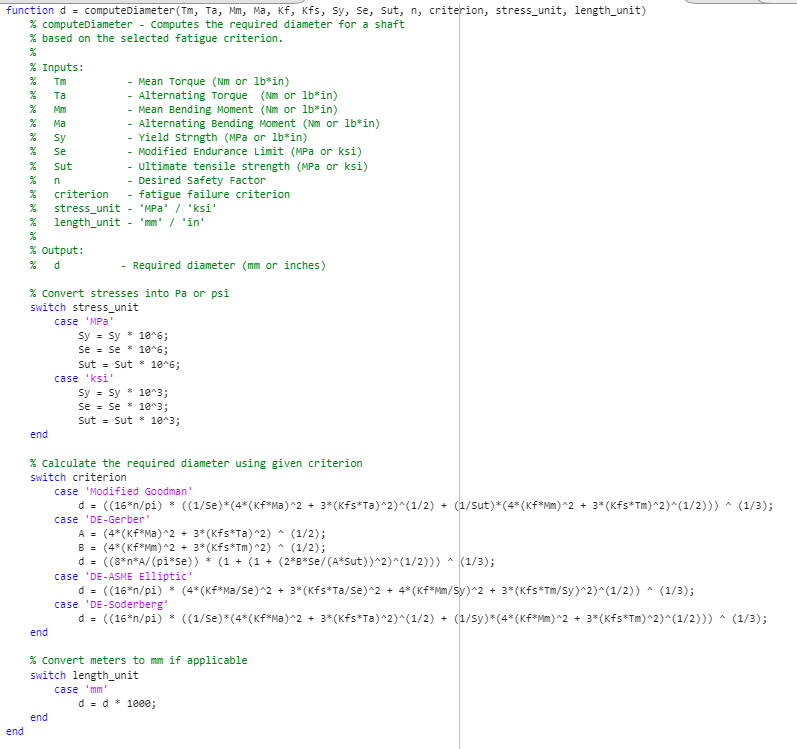 function d = computeDiameter(Tm, Ta, Mm, Ma, Kf, Kfs, Sy, Se, Sut, n, criterion, stress_unit, length_unit)
% computeDiameter - Computes the required diameter for a shaft
% based on the selected fatigue criterion.
%
% Inputs:
%   Tm          - Mean Torque (Nm or lb*in)
%   Ta          - Alternating Torque  (Nm or lb*in)
%   Mm          - Mean Bending Moment (Nm or lb*in)
%   Ma          - Alternating Bending Moment (Nm or lb*in)
%   Sy          - Yield Strngth (MPa or lb*in)
%   Se          - Modified Endurance Limit (MPa or ksi)
%   Sut         - Ultimate tensile strength (MPa or ksi)
%   n           - Desired Safety Factor
%   criterion   - fatigue failure criterion
%   stress_unit - 'MPa' / 'ksi'
%   length_unit - 'mm' / 'in'
%
% Output:
%   d          - Required diameter (mm or inches)
% Convert stresses into Pa or psi
switch stress_unit
case 'MPa'
Sy = Sy * 10^6;
Se = Se * 10^6;
Sut = Sut * 10^6;
case 'ksi'
Sy = Sy * 10^3;
Se = Se * 10^3;
Sut = Sut * 10^3;
end
% Calculate the required diameter using given criterion
switch criterion
case 'Modified Goodman'
d = ((16*n/pi) * ((1/Se)*(4*(Kf*Ma)^2 + 3*(Kfs*Ta)^2)^(1/2) + (1/Sut)*(4*(Kf*Mm)^2 + 3*(Kfs*Tm)^2)^(1/2))) ^ (1/3);
case 'DE-Gerber'
A = (4*(Kf*Ma)^2 + 3*(Kfs*Ta)^2) ^ (1/2);
B = (4*(Kf*Mm)^2 + 3*(Kfs*Tm)^2) ^ (1/2);
d = ((8*n*A/(pi*Se)) * (1 + (1 + (2*B*Se/(A*Sut))^2)^(1/2))) ^ (1/3);
case 'DE-ASME Elliptic'
d = ((16*n/pi) * (4*(Kf*Ma/Se)^2 + 3*(Kfs*Ta/Se)^2 + 4*(Kf*Mm/Sy)^2 + 3*(Kfs*Tm/Sy)^2)^(1/2)) ^ (1/3);
case 'DE-Soderberg'
d = ((16*n/pi) * ((1/Se)*(4*(Kf*Ma)^2 + 3*(Kfs*Ta)^2)^(1/2) + (1/Sy)*(4*(Kf*Mm)^2 + 3*(Kfs*Tm)^2)^(1/2))) ^ (1/3);
end
% Convert meters to mm if applicable
switch length_unit
case 'mm'
d = d * 1000;
end
end